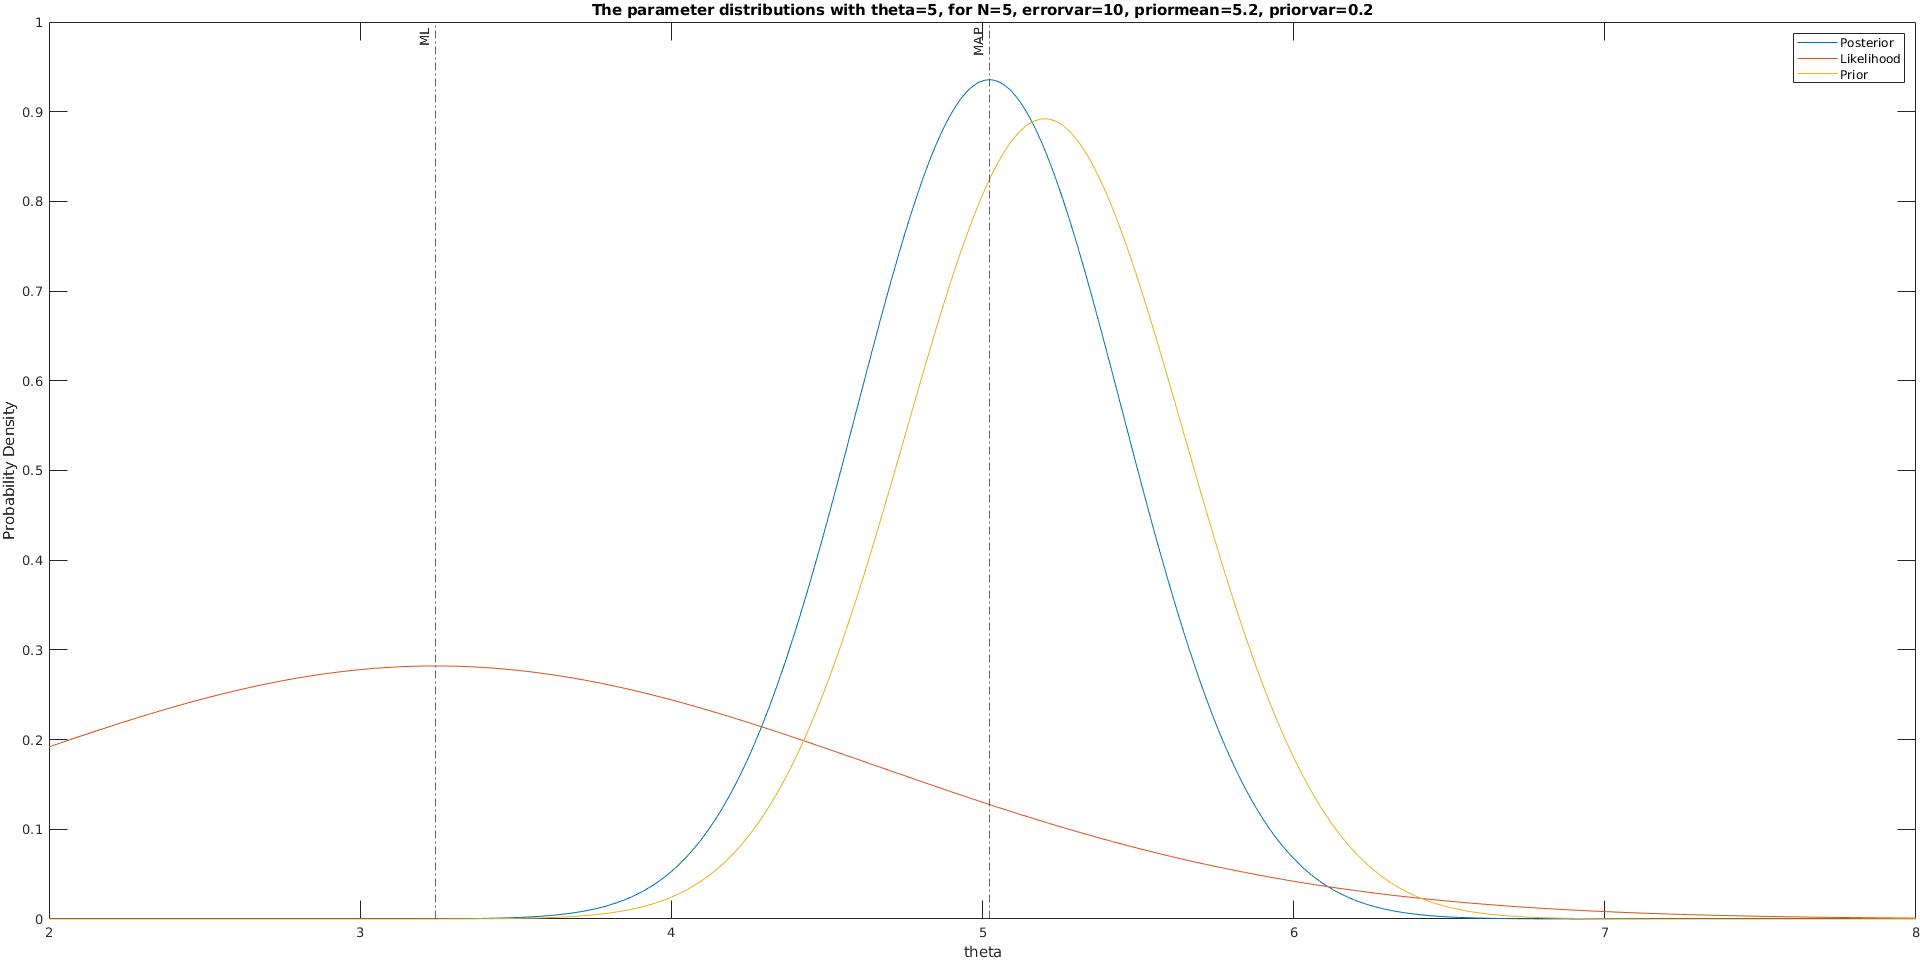 The parameter distributions with theta=5, for N=5, errorvar=10, priormean=5.2, priorvar=0.2
ML
MAP
Posterior
Likelihood
Prior
1
0.9
0.8
0.7
0.6
0.5
0.4
0.3
0.2
0.1
0
Probability Density
2 3 4 5 6 7 8
theta